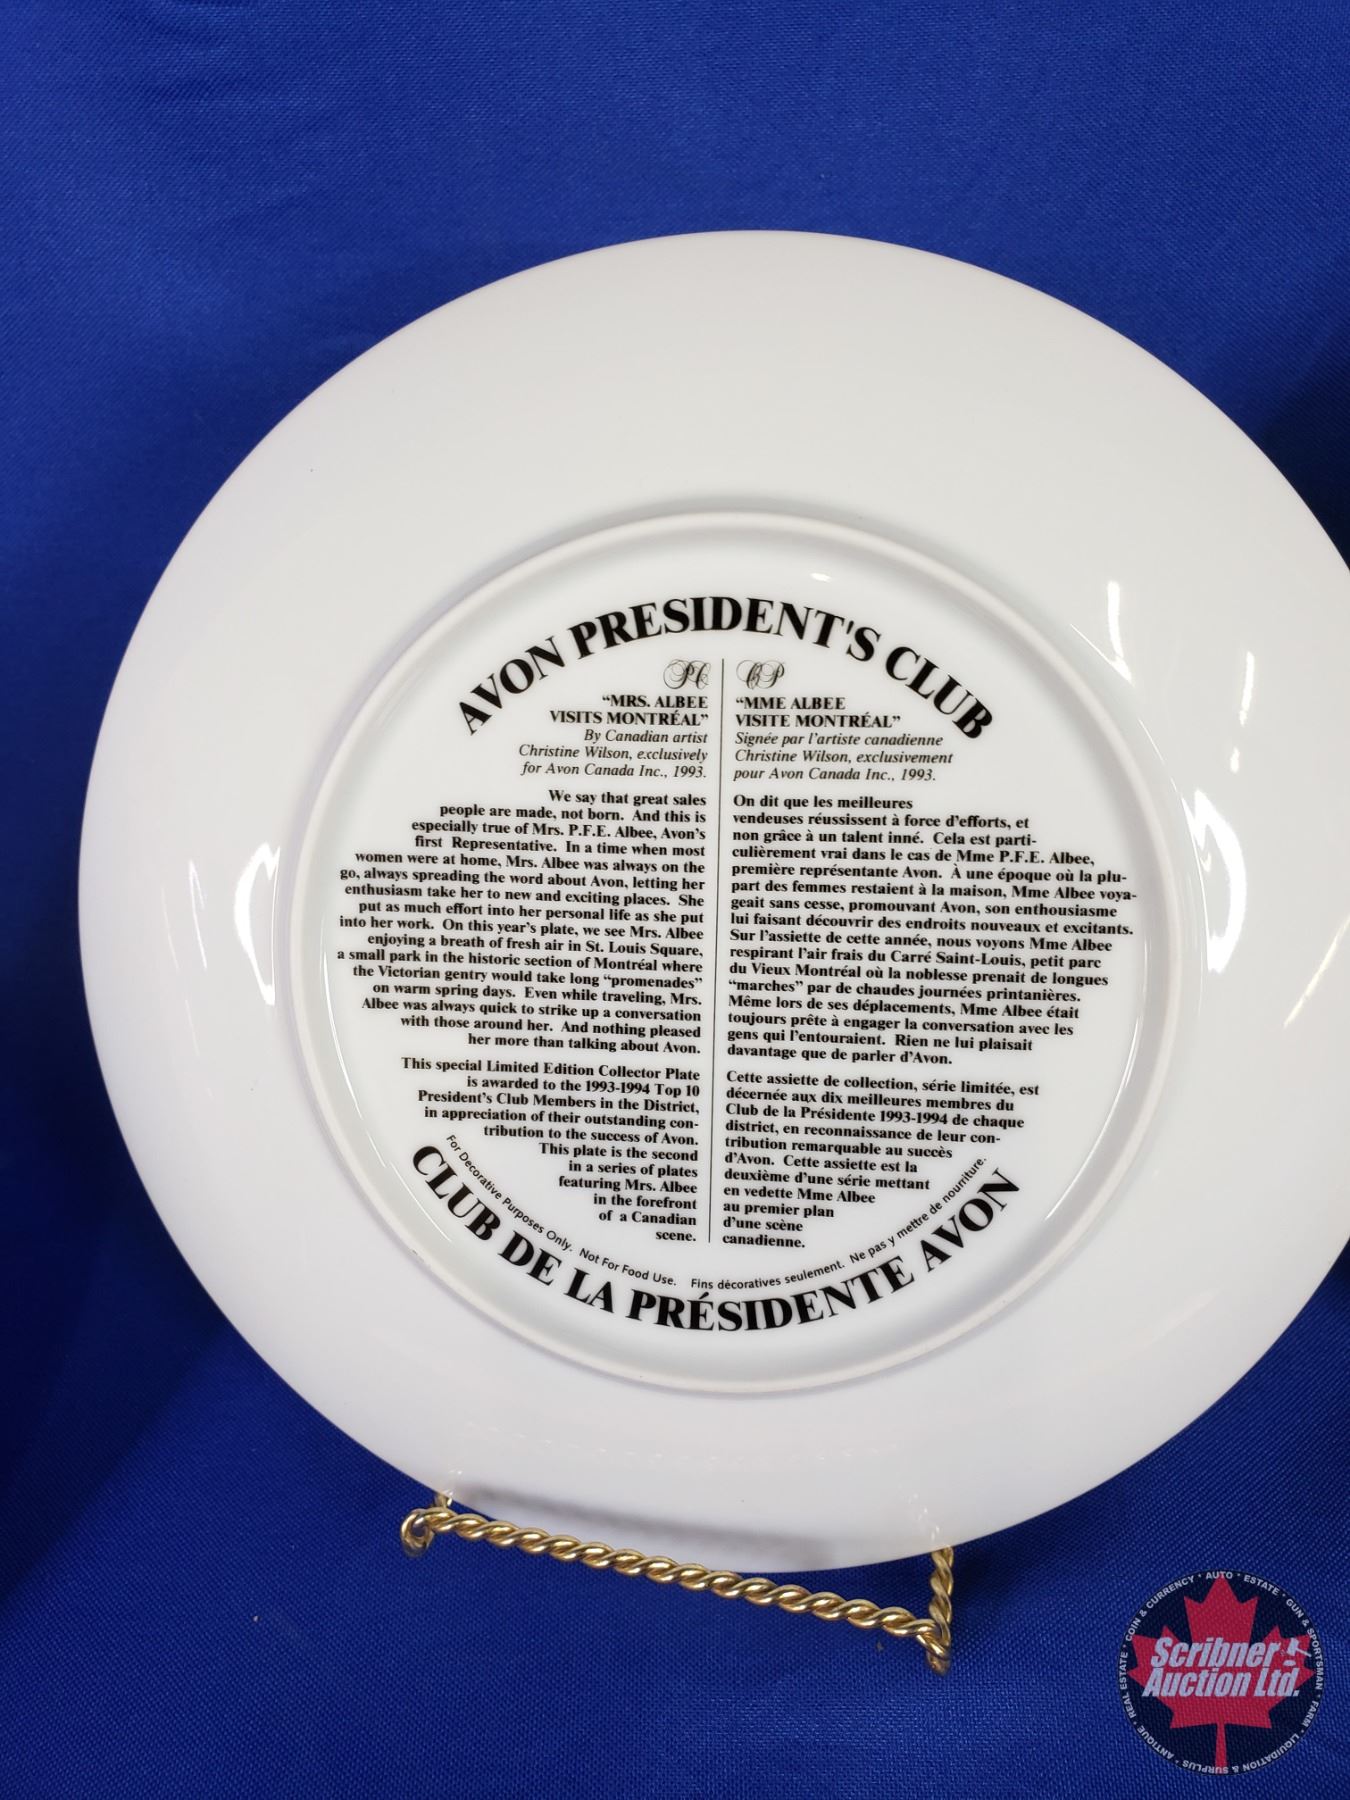 AVON PRESIDENT'S CLUB
PC
"MRS. ALBEE
VISITS MONTRÉAL"
By Canadian artist
Christine Wilson, exclusively
for Avon Canada Inc., 1993.
We say that great sales
people are made, not born. And this is
especially true of Mrs. P.F.E. Albee, Avon's
first Representative. In a time when most
women were at home, Mrs. Albee was always on the
go, always spreading the word about Avon, letting her
enthusiasm take her to new and exciting places. She
put as much effort into her personal life as she put
into her work. On this year's plate, we see Mrs. Albee
enjoying a breath of fresh air in St. Louis Square,
a small park in the historic section of Montréal where
the Victorian gentry would take long "promenades"
on warm spring days. Even while traveling, Mrs.
Albee was always quick to strike up a conversation
with those around her. And nothing pleased
her more than talking about Avon.
This special Limited Edition Collector Plate
is awarded to the 1993-1994 Top 10
President's Club Members in the District,
in appreciation of their outstanding con-
tribution to the success of Avon.
This plate is the second
in a series of plates
featuring Mrs. Albee
in the forefront
of a Canadian
scene.
CP
"MME ALBEE
VISITE MONTRÉAL"
Signée par l'artiste canadienne
Christine Wilson, exclusivement
pour Avon Canada Inc., 1993.
On dit que les meilleures
vendeuses réussissent à force d'efforts, et
non grâce à un talent inné. Cela est parti-
culièrement vrai dans le cas de Mme P.F.E. Albee,
première représentante Avon. À une époque où la plu-
part des femmes restaient à la maison, Mme Albee voya-
geait sans cesse, promouvant Avon, son enthousiasme
lui faisant découvrir des endroits nouveaux et excitants.
Sur l'assiette de cette année, nous voyons Mme Albee
respirant l'air frais du Carré Saint-Louis, petit parc
du Vieux Montréal où la noblesse prenait de longues
"marches" par de chaudes journées printanières.
Même lors de ses déplacements, Mme Albee était
toujours prête à engager la conversation avec les
gens qui l'entouraient. Rien ne lui plaisait
davantage que de parler d'Avon.
Cette assiette de collection, série limitée, est
décernée aux dix meilleures membres du
Club de la Présidente 1993-1994 de chaque
district, en reconnaissance de leur con-
tribution remarquable au succès
d'Avon. Cette assiette est la
deuxième d'une série mettant
en vedette Mme Albee
au premier plan
d'une scène
canadienne.
For Decorative Purposes Only. Not For Food Use. Fins décoratives seulement. Ne pas y mettre de nourriture.
CLUB DE LA PRÉSIDENTE AVON
COIN & CURRENCY • AUTO • ESTATE • GUN & SPORTSMAN • FARM • LIQUIDATION & SURPLUS • ANTIQUE • REAL ESTATE •
Scribner
Auction Ltd.